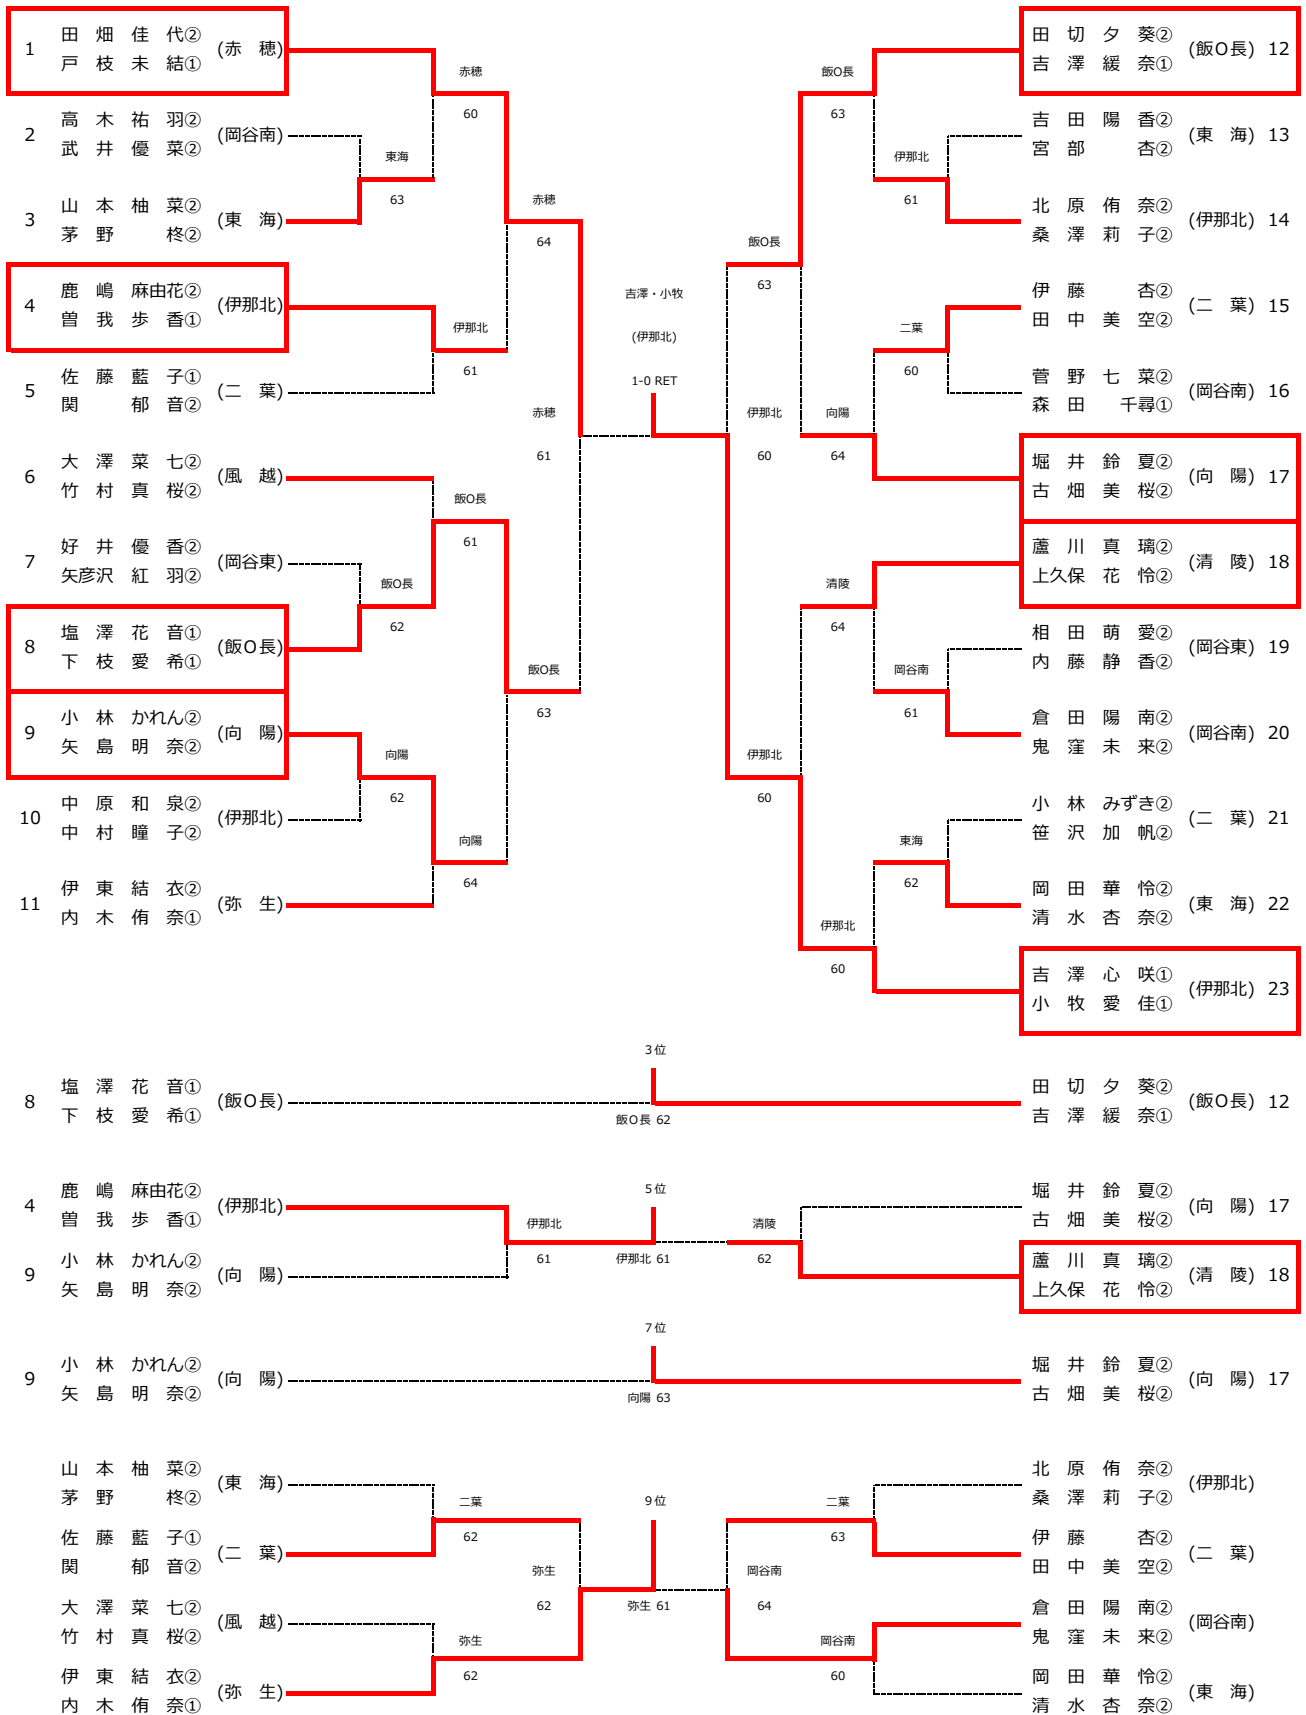 1 田畑佳代② 戸枝未結① (赤穂)
2 高木祐羽② 武井優菜② (岡谷南)
3 山本柚菜② 茅野柊② (東海)
4 鹿嶋麻由花② 曽我歩香① (伊那北)
5 佐藤藍子① 関郁音② (二葉)
6 大澤菜七② 竹村真桜② (風越)
7 好井優香② 矢彦沢紅羽② (岡谷東)
8 塩澤花音① 下枝愛希① (飯O長)
9 小林かれん② 矢島明奈② (向陽)
10 中原和泉② 中村瞳子② (伊那北)
11 伊東結衣② 内木侑奈① (弥生)
赤穂
60
東海
63
赤穂
64
伊那北
61
赤穂
61
飯O長
61
飯O長
62
飯O長
63
向陽
62
向陽
64
吉澤・小牧
(伊那北)
1-0 RET
飯O長
63
伊那北
61
飯O長
63
二葉
60
伊那北
60
向陽
64
清陵
64
岡谷南
61
伊那北
60
東海
62
伊那北
60
田切夕葵② 吉澤緩奈① (飯O長) 12
吉田陽香② 宮部杏② (東海) 13
北原侑奈② 桑澤莉子② (伊那北) 14
伊藤杏② 田中美空② (二葉) 15
菅野七菜② 森田千尋① (岡谷南) 16
堀井鈴夏② 古畑美桜② (向陽) 17
蘆川真璃② 上久保花怜② (清陵) 18
相田萌愛② 内藤静香② (岡谷東) 19
倉田陽南② 鬼窪未来② (岡谷南) 20
小林みずき② 笹沢加帆② (二葉) 21
岡田華怜② 清水杏奈② (東海) 22
吉澤心咲① 小牧愛佳① (伊那北) 23
3位
8 塩澤花音① 下枝愛希① (飯O長)
飯O長 62
田切夕葵② 吉澤緩奈① (飯O長) 12
5位
4 鹿嶋麻由花② 曽我歩香① (伊那北)
9 小林かれん② 矢島明奈② (向陽)
伊那北
61
伊那北 61
清陵
62
堀井鈴夏② 古畑美桜② (向陽) 17
蘆川真璃② 上久保花怜② (清陵) 18
7位
9 小林かれん② 矢島明奈② (向陽)
向陽 63
堀井鈴夏② 古畑美桜② (向陽) 17
9位
山本柚菜② 茅野柊② (東海)
佐藤藍子① 関郁音② (二葉)
大澤菜七② 竹村真桜② (風越)
伊東結衣② 内木侑奈① (弥生)
二葉
62
弥生
62
弥生
62
弥生 61
二葉
63
岡谷南
64
岡谷南
60
北原侑奈② 桑澤莉子② (伊那北)
伊藤杏② 田中美空② (二葉)
倉田陽南② 鬼窪未来② (岡谷南)
岡田華怜② 清水杏奈② (東海)